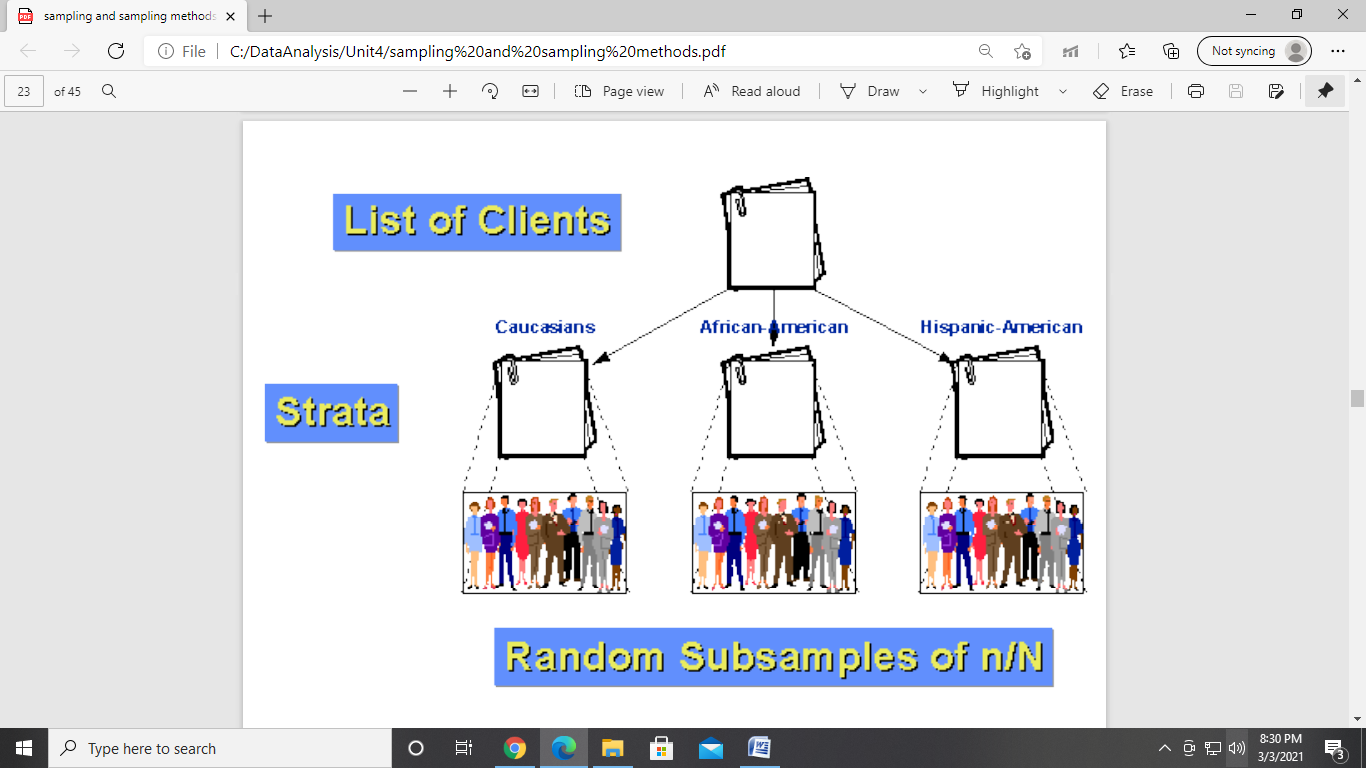 sampling and sampling methods
File
C:/DataAnalysis/Unit4/sampling%20and%20sampling%20methods.pdf
Not syncing
23 of 45
Page view
Read aloud
Draw
Highlight
Erase
List of Clients
Caucasians
African-American
Hispanic-American
Strata
Random Subsamples of n/N
Type here to search
8:30 PM
3/3/2021
3